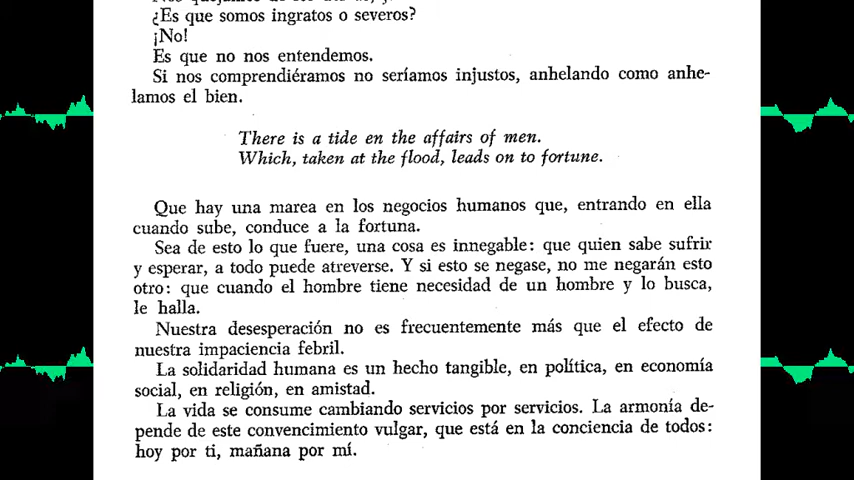 ¿Es que somos ingratos o severos?
¡No!
Es que no nos entendemos.
Si nos comprendiéramos no seríamos injustos, anhelando como anhe-
lamos el bien.
There is a tide en the affairs of men.
Which, taken at the flood, leads on to fortune.
Que hay una marea en los negocios humanos que, entrando en ella
cuando sube, conduce a la fortuna.
Sea de esto lo que fuere, una cosa es innegable: que quien sabe sufrir
y esperar, a todo puede atreverse. Y si esto se negase, no me negarán esto
otro: que cuando el hombre tiene necesidad de un hombre y lo busca,
le halla.
Nuestra desesperación no es frecuentemente más que el efecto de
nuestra impaciencia febril.
La solidaridad humana es un hecho tangible, en política, en economía
social, en religión, en amistad.
La vida se consume cambiando servicios por servicios. La armonía de-
pende de este convencimiento vulgar, que está en la conciencia de todos:
hoy por ti, mañana por mí.